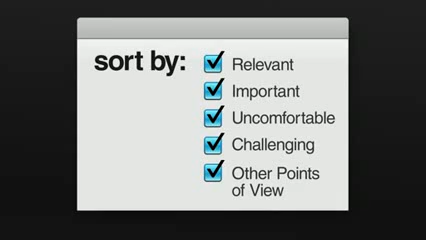 sort by:
Relevant
Important
Uncomfortable
Challenging
Other Points
of View